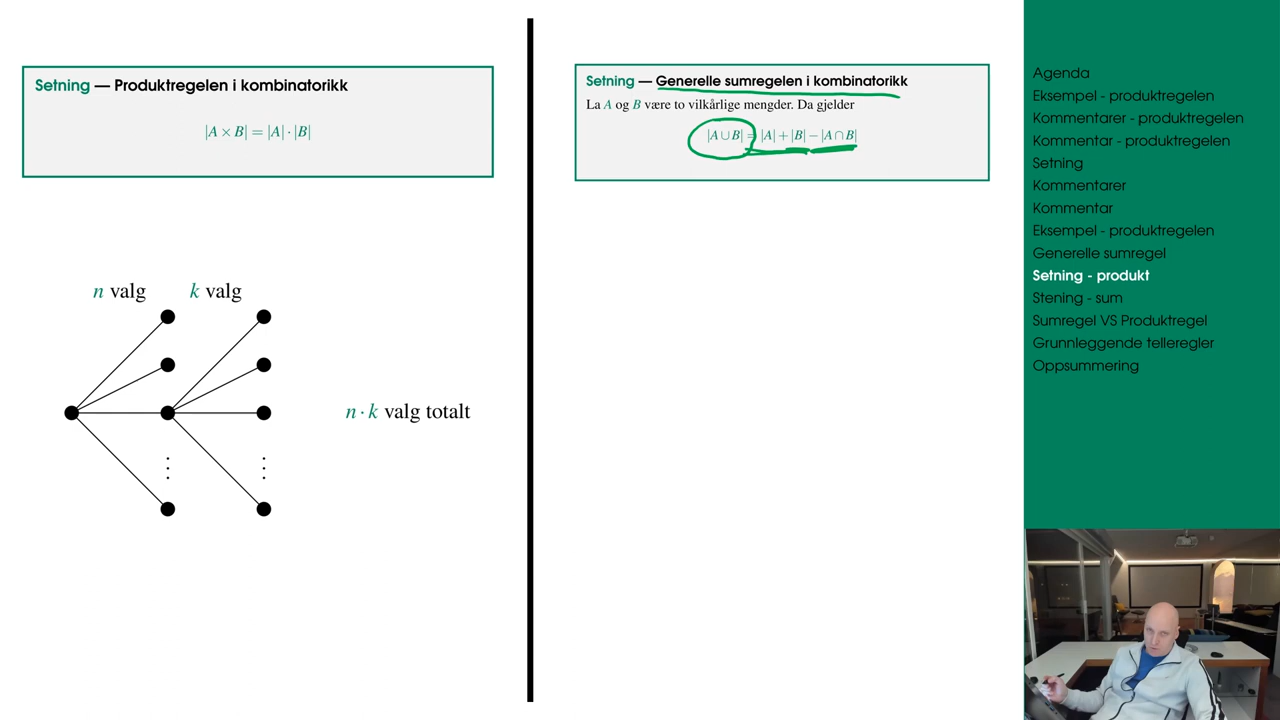 Setning — Produktregelen i kombinatorikk
|A × B| = |A| · |B|
n valg
k valg
n · k valg totalt
Setning — Generelle sumregelen i kombinatorikk
La A og B være to vilkårlige mengder. Da gjelder
|A ∪ B| = |A| + |B| − |A ∩ B|
Agenda
Eksempel - produktregelen
Kommentarer - produktregelen
Kommentar - produktregelen
Setning
Kommentarer
Kommentar
Eksempel - produktregelen
Generelle sumregel
Setning - produkt
Stening - sum
Sumregel VS Produktregel
Grunnleggende telleregler
Oppsummering